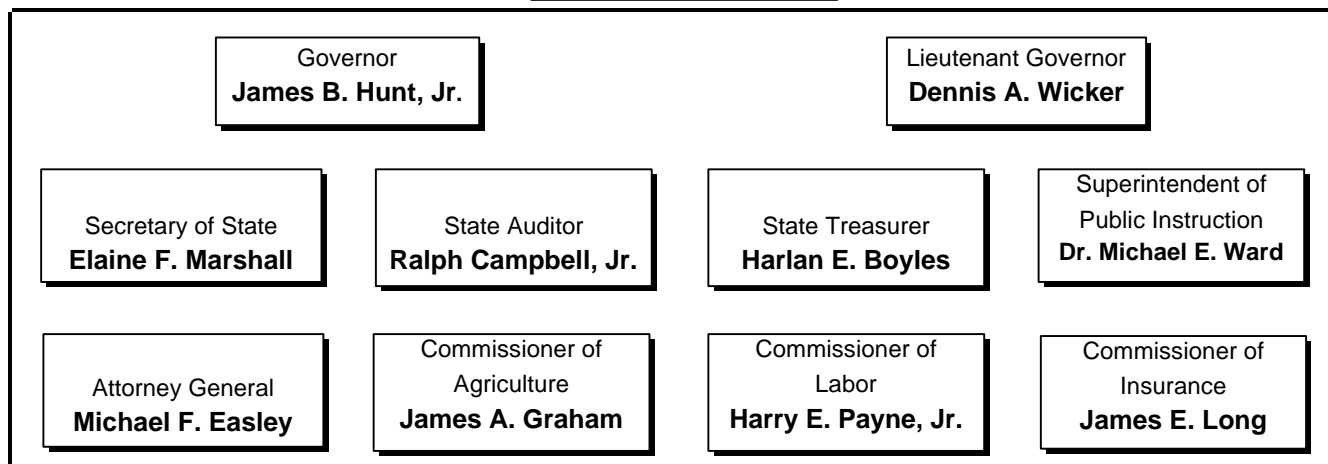 Governor
James B. Hunt, Jr.
Lieutenant Governor
Dennis A. Wicker
Secretary of State
Elaine F. Marshall
State Auditor
Ralph Campbell, Jr.
State Treasurer
Harlan E. Boyles
Superintendent of
Public Instruction
Dr. Michael E. Ward
Attorney General
Michael F. Easley
Commissioner of
Agriculture
James A. Graham
Commissioner of
Labor
Harry E. Payne, Jr.
Commissioner of
Insurance
James E. Long